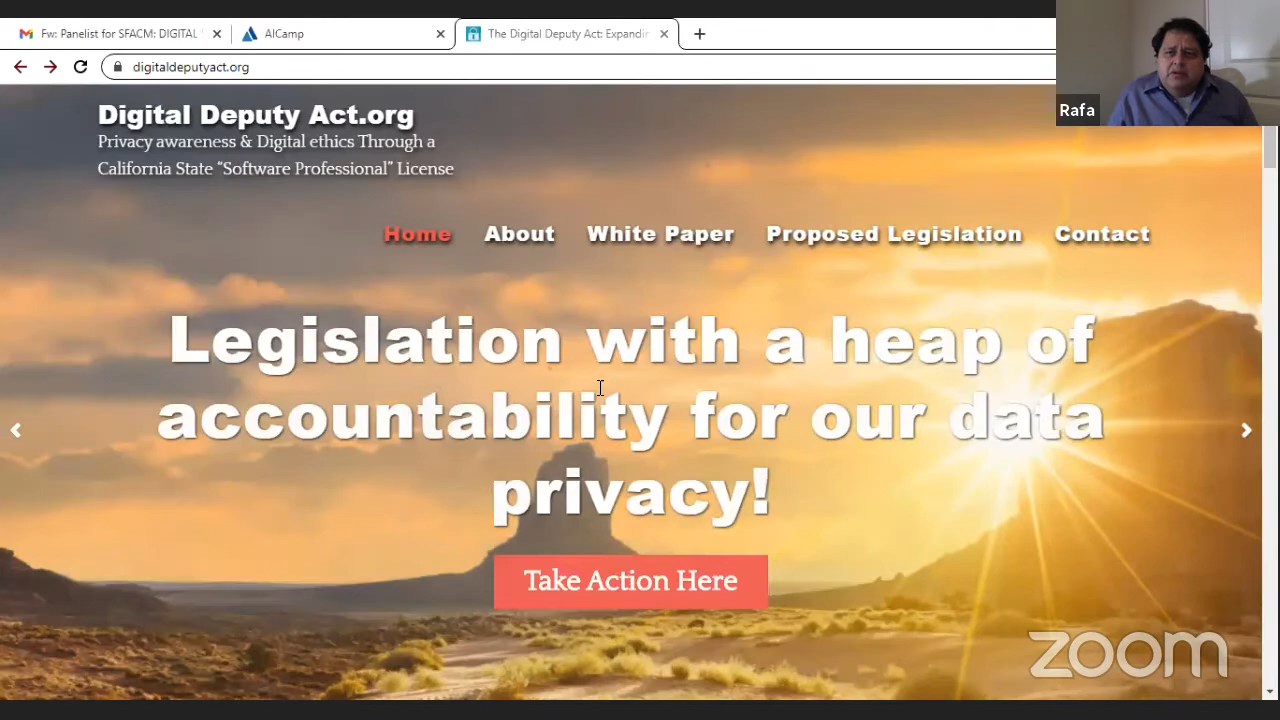 Fw: Panelist for SFACM: DIGITAL
AICamp
The Digital Deputy Act: Expandin
digitaldeputyact.org
Rafa
Digital Deputy Act.org
Privacy awareness & Digital ethics Through a
California State “Software Professional” License
Home About White Paper Proposed Legislation Contact
Legislation with a heap of
accountability for our data
privacy!
Take Action Here
zoom